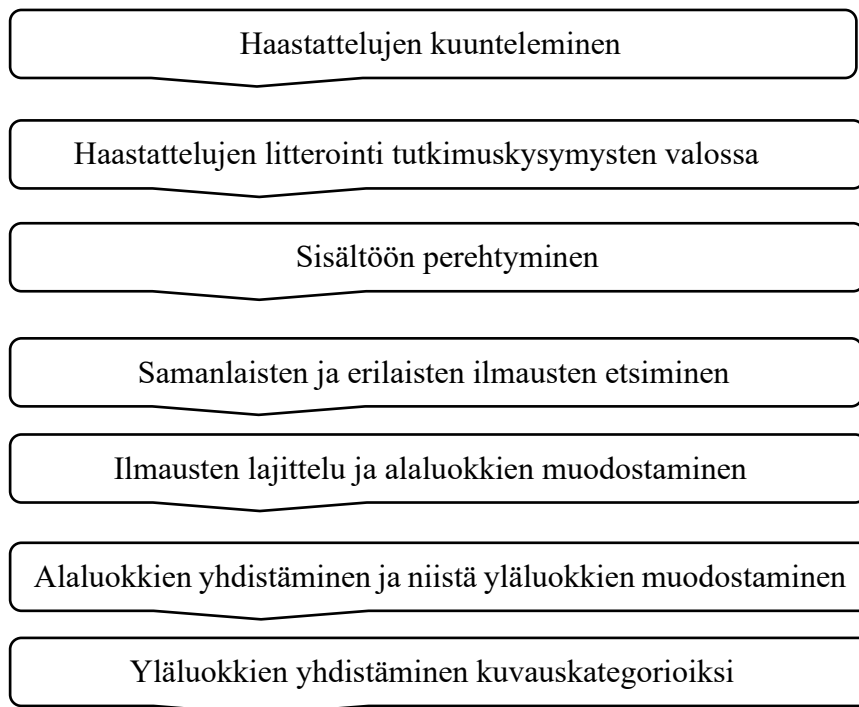 Haastattelujen kuunteleminen
Haastattelujen litterointi tutkimuskysymysten valossa
Sisältöön perehtyminen
Samanlaisten ja erilaisten ilmausten etsiminen
Ilmausten lajittelu ja alaluokkien muodostaminen
Alaluokkien yhdistäminen ja niistä yläluokkien muodostaminen
Yläluokkien yhdistäminen kuvauskategorioiksi